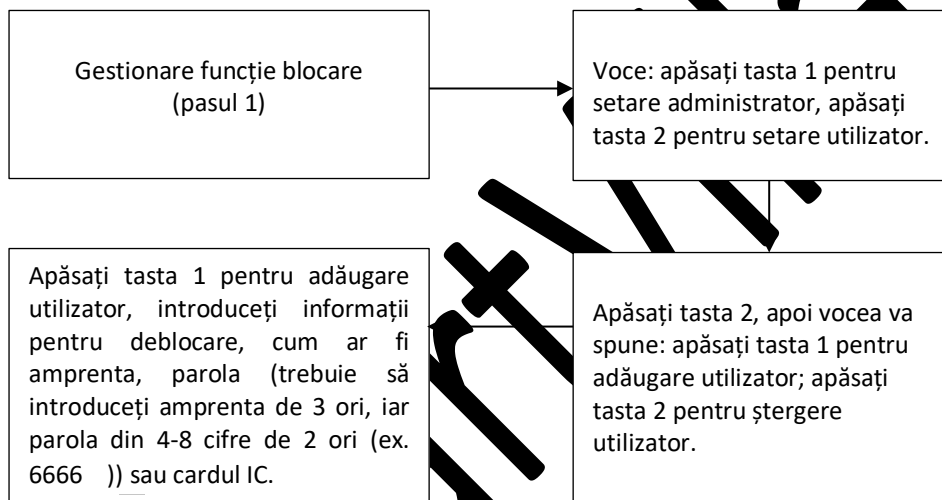 Gestionare funcție blocare
(pasul 1)
Voce: apăsați tasta 1 pentru
setare administrator, apăsați
tasta 2 pentru setare utilizator.
Apăsați tasta 2, apoi vocea va
spune: apăsați tasta 1 pentru
adăugare utilizator; apăsați
tasta 2 pentru ștergere
utilizator.
Apăsați tasta 1 pentru adăugare
utilizator, introduceți informații
pentru deblocare, cum ar fi
amprenta, parola (trebuie să
introduceți amprenta de 3 ori, iar
parola din 4-8 cifre de 2 ori (ex.
6666 )) sau cardul IC.